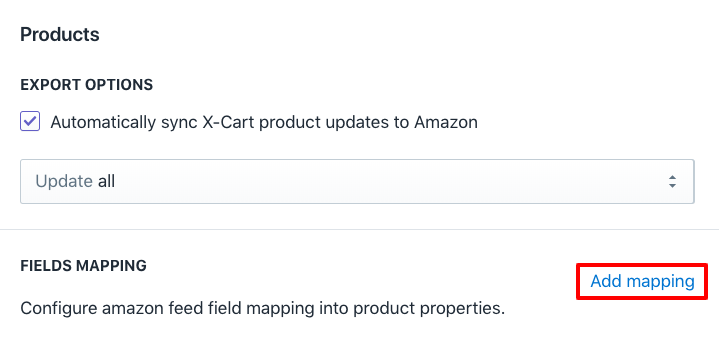 Products
EXPORT OPTIONS
Automatically sync X-Cart product updates to Amazon
Update all
FIELDS MAPPING
Add mapping
Configure amazon feed field mapping into product properties.